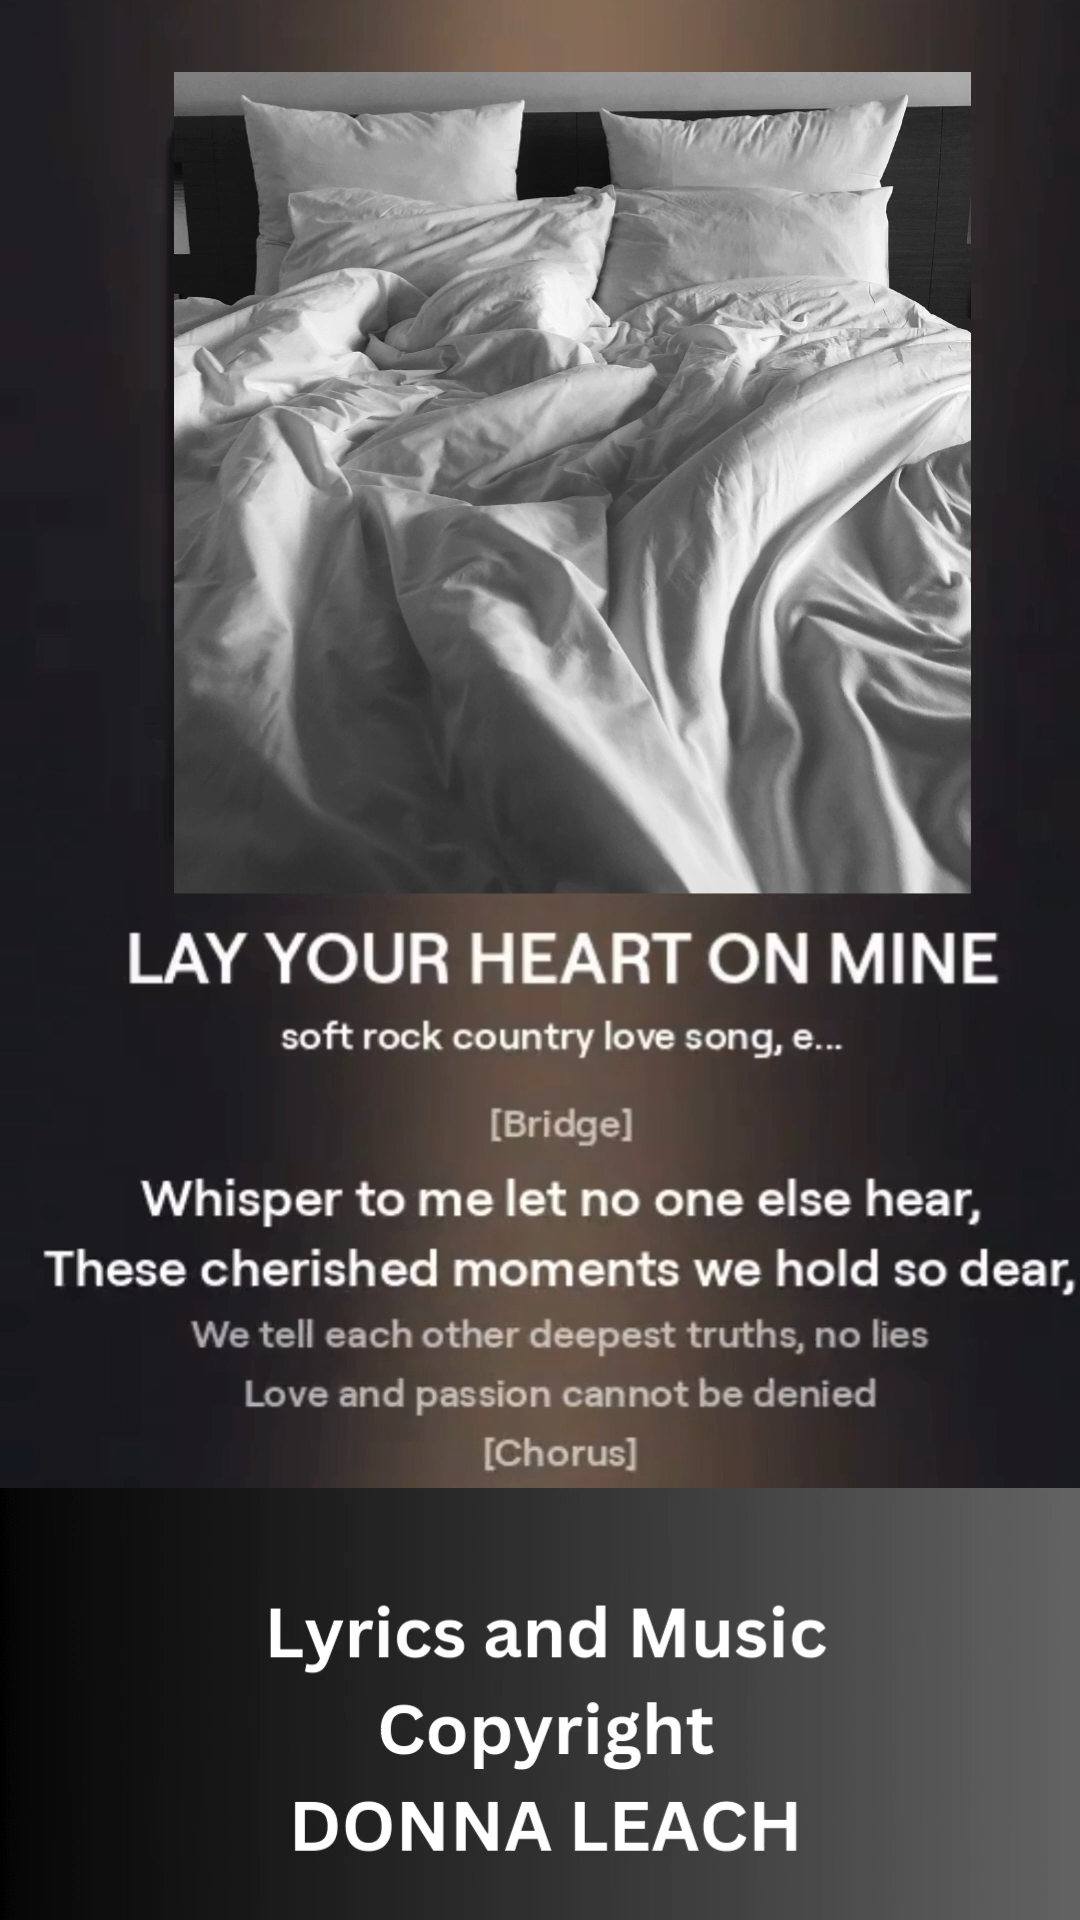 LAY YOUR HEART ON MINE
soft rock country love song, e...
[Bridge]
Whisper to me let no one else hear,
These cherished moments we hold so dear,
We tell each other deepest truths, no lies
Love and passion cannot be denied
[Chorus]
Lyrics and Music
Copyright
DONNA LEACH